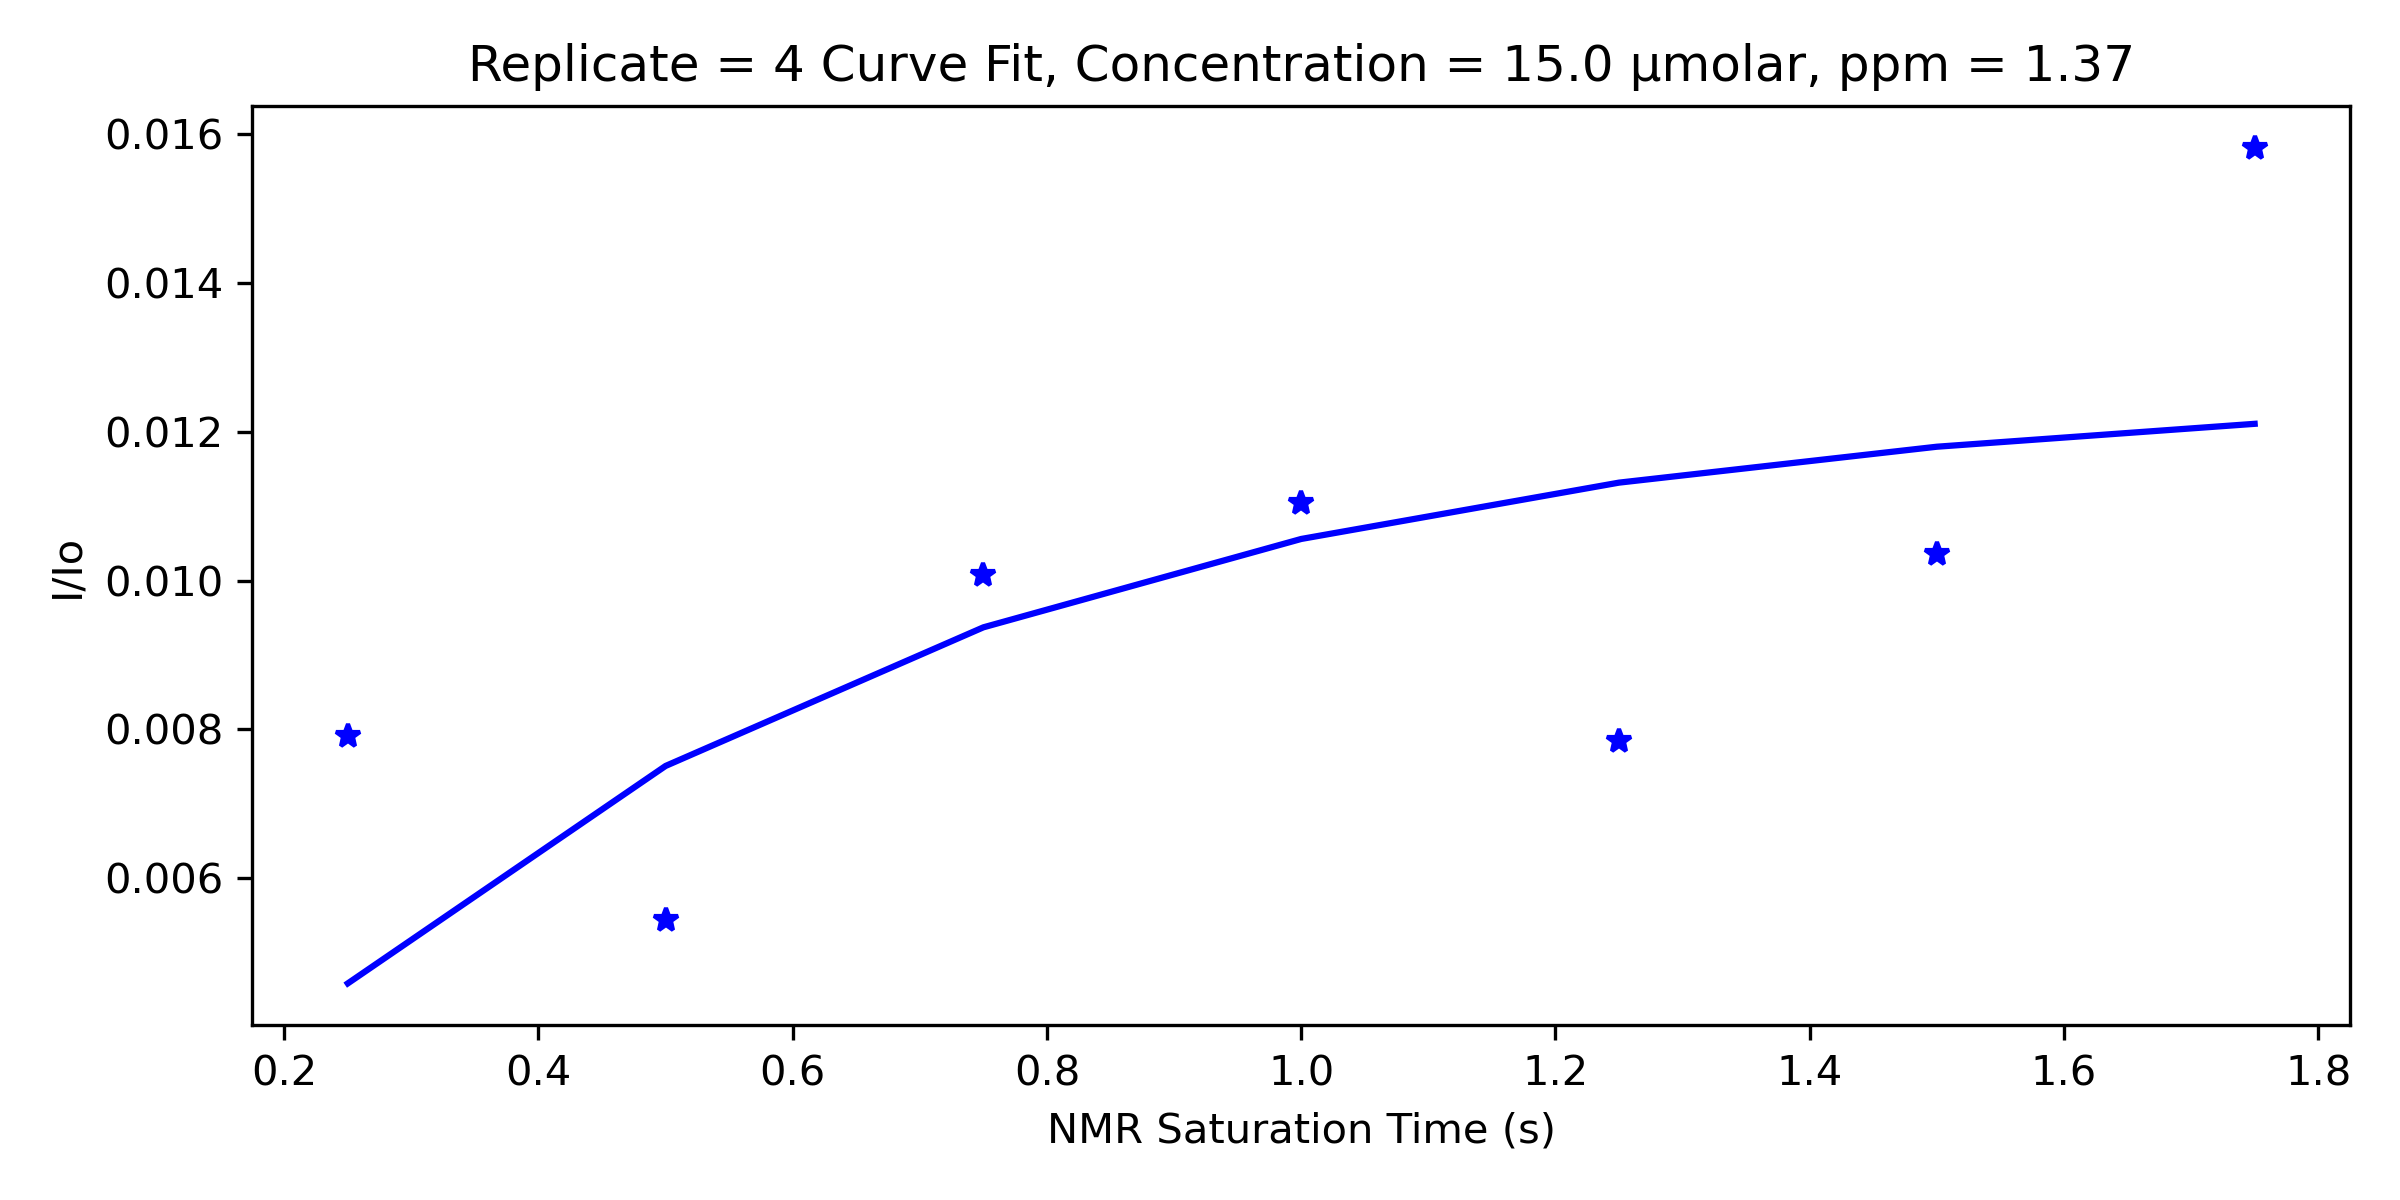 Replicate = 4 Curve Fit, Concentration = 15.0 µmolar, ppm = 1.37
0.016
0.014
0.012
0.010
0.008
0.006
I/Io
0.2 0.4 0.6 0.8 1.0 1.2 1.4 1.6 1.8
NMR Saturation Time (s)